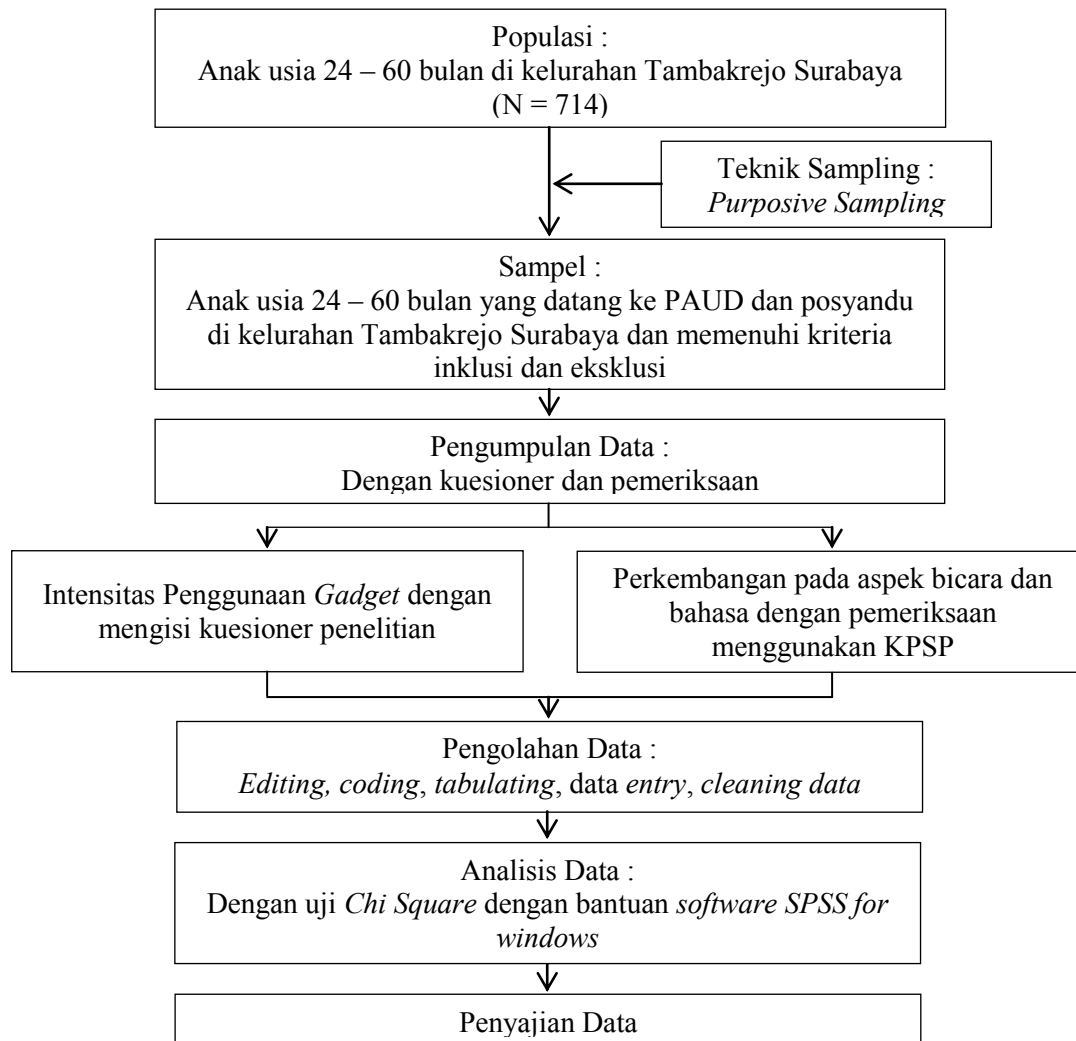 Populasi :
Anak usia 24 – 60 bulan di kelurahan Tambakrejo Surabaya
(N = 714)
Teknik Sampling :
Purposive Sampling
Sampel :
Anak usia 24 – 60 bulan yang datang ke PAUD dan posyandu
di kelurahan Tambakrejo Surabaya dan memenuhi kriteria
inklusi dan eksklusi
Pengumpulan Data :
Dengan kuesioner dan pemeriksaan
Intensitas Penggunaan Gadget dengan
mengisi kuesioner penelitian
Perkembangan pada aspek bicara dan
bahasa dengan pemeriksaan
menggunakan KPSP
Pengolahan Data :
Editing, coding, tabulating, data entry, cleaning data
Analisis Data :
Dengan uji Chi Square dengan bantuan software SPSS for
windows
Penyajian Data